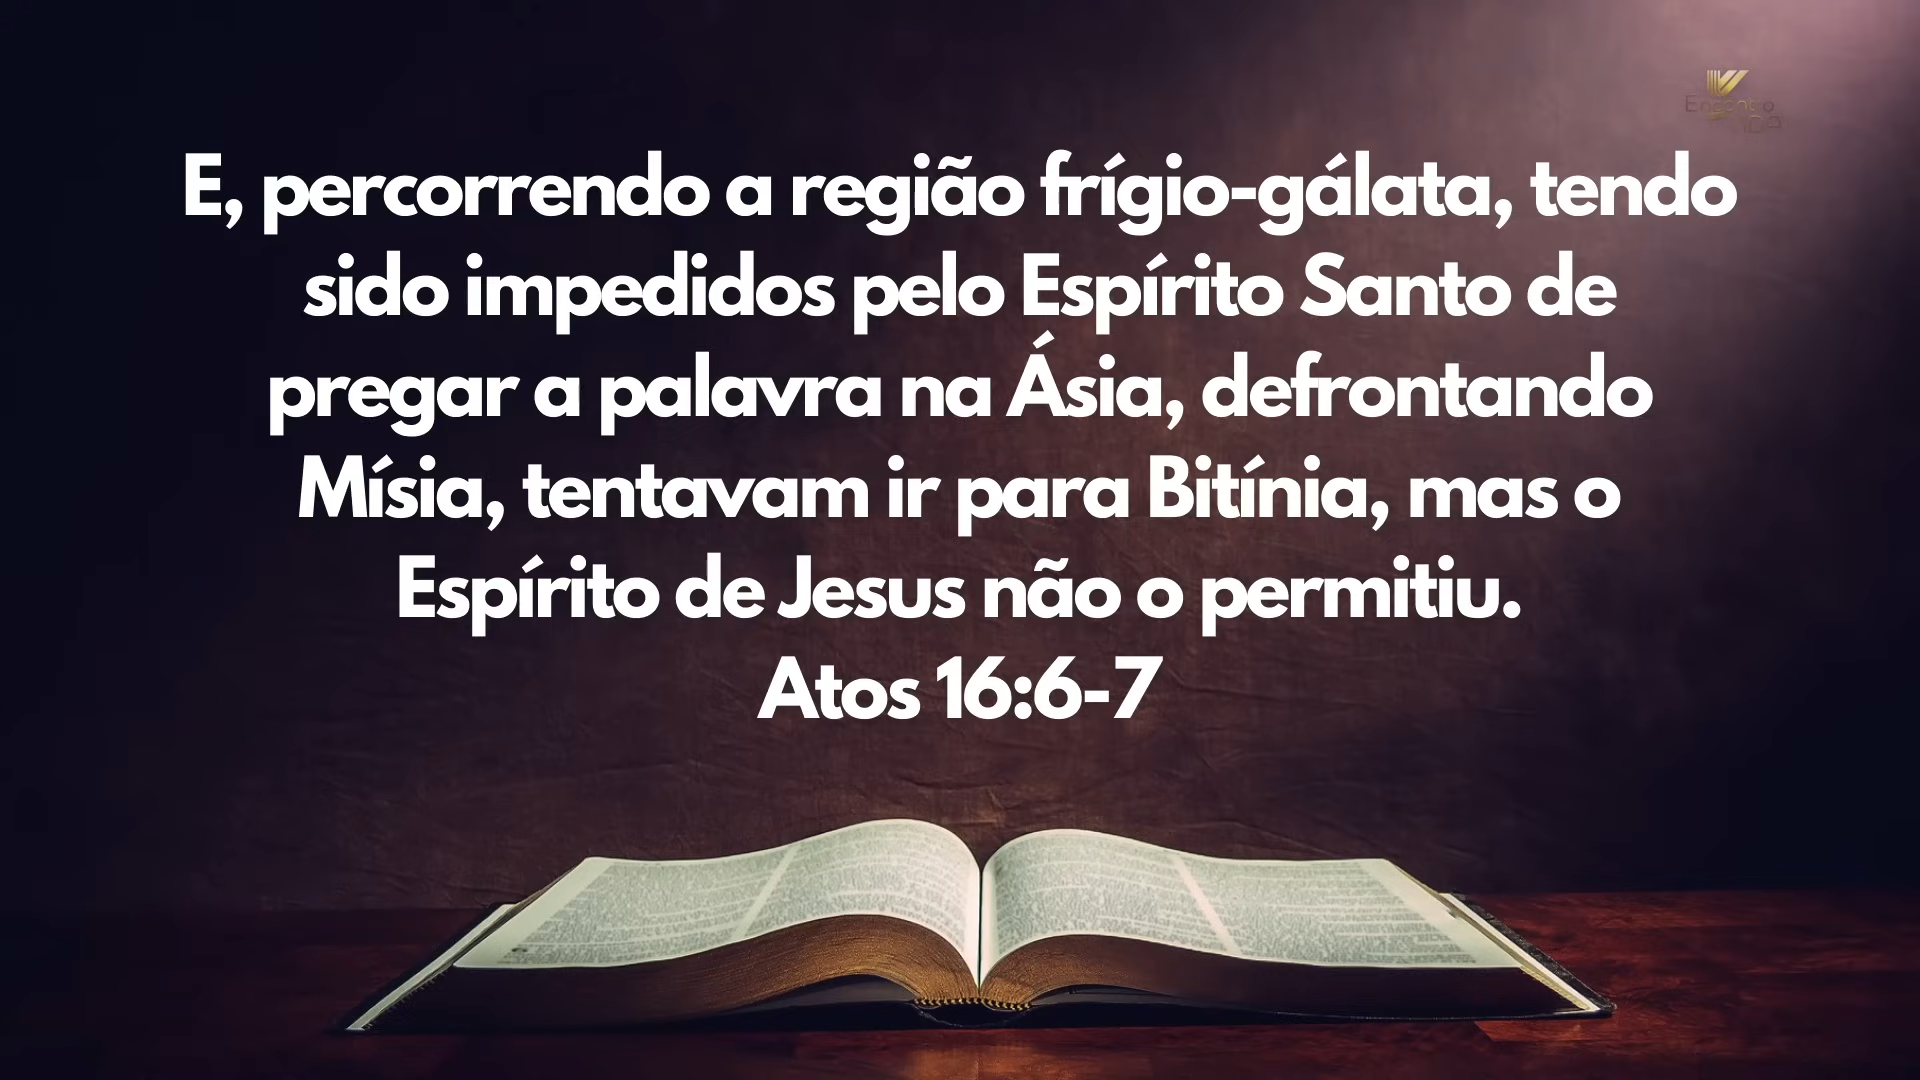 Encontro
E, percorrendo a região frígio-gálata, tendo
sido impedidos pelo Espírito Santo de
pregar a palavra na Ásia, defrontando
Mísia, tentavam ir para Bitínia, mas o
Espírito de Jesus não o permitiu.
Atos 16:6-7